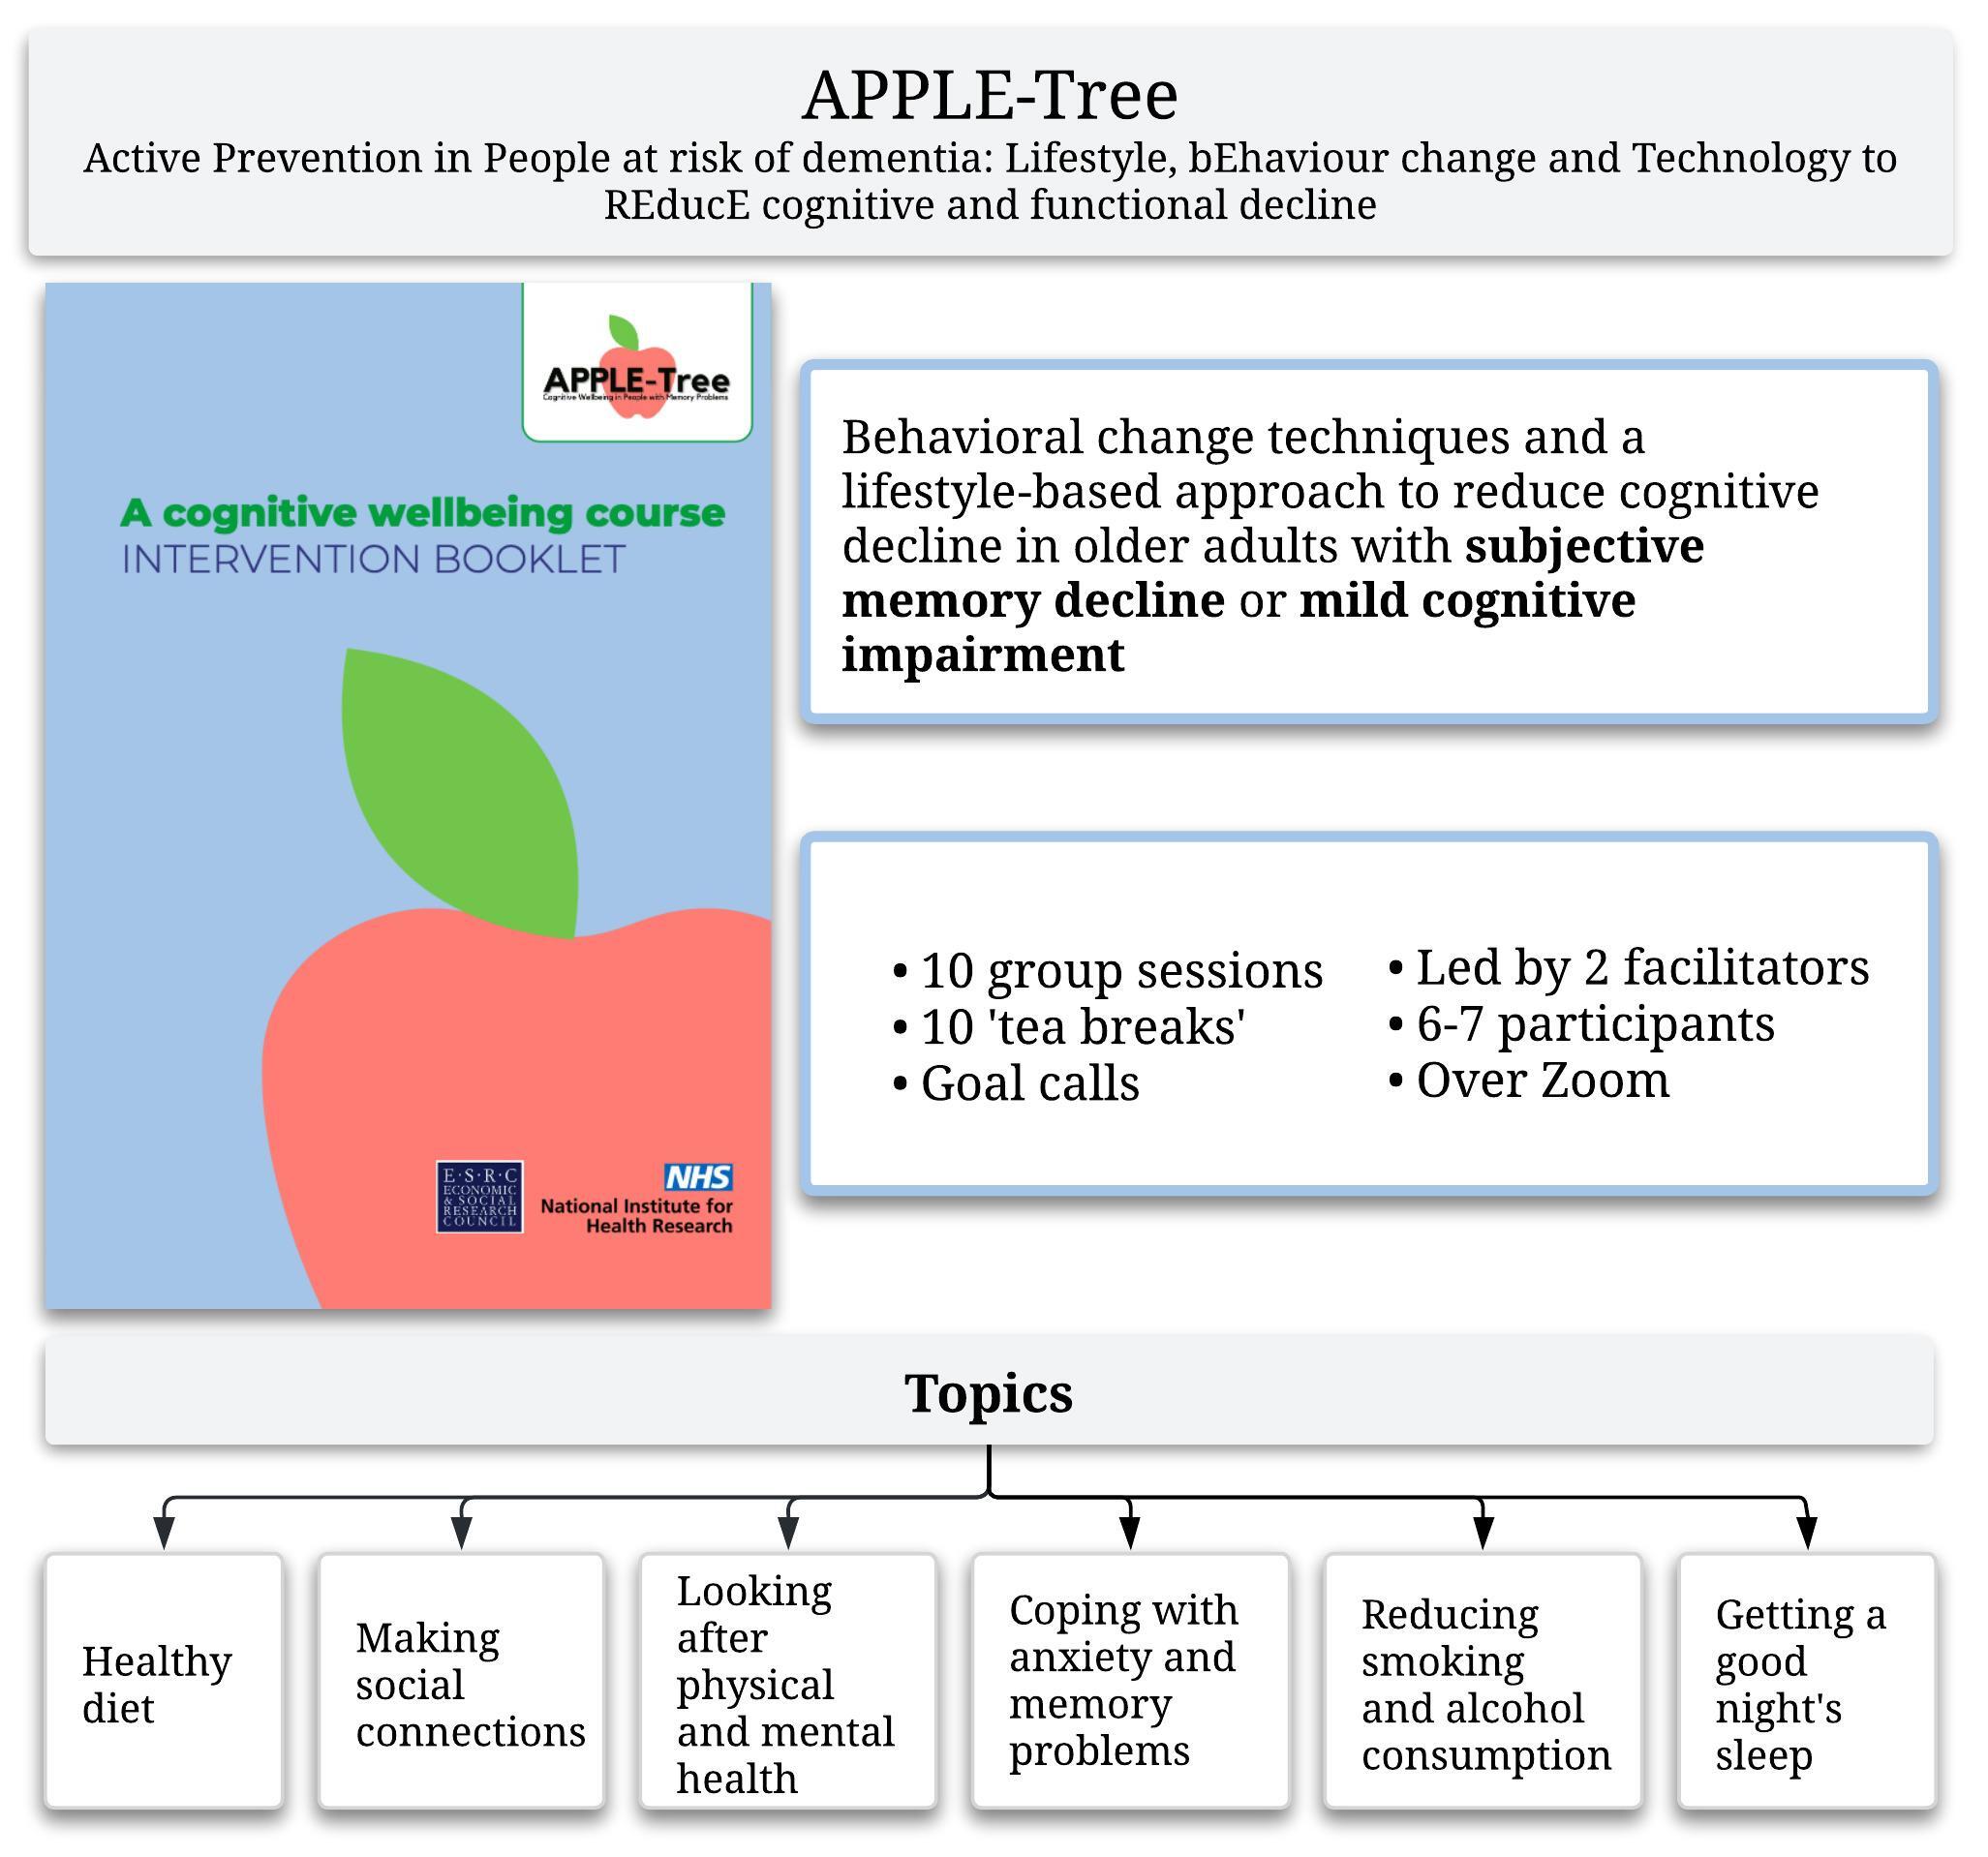 APPLE-Tree
Active Prevention in People at risk of dementia: Lifestyle, bEhaviour change and Technology to
REducE cognitive and functional decline
APPLE-Tree
Cognitive Wellbeing in People with Memory Problems
A cognitive wellbeing course
INTERVENTION BOOKLET
E·S·R·C
ECONOMIC
& SOCIAL
RESEARCH
COUNCIL
NHS
National Institute for
Health Research
Behavioral change techniques and a
lifestyle-based approach to reduce cognitive
decline in older adults with subjective
memory decline or mild cognitive
impairment
• 10 group sessions
• 10 'tea breaks'
• Goal calls
• Led by 2 facilitators
• 6-7 participants
• Over Zoom
Topics
Healthy
diet
Making
social
connections
Looking
after
physical
and mental
health
Coping with
anxiety and
memory
problems
Reducing
smoking
and alcohol
consumption
Getting a
good
night's
sleep